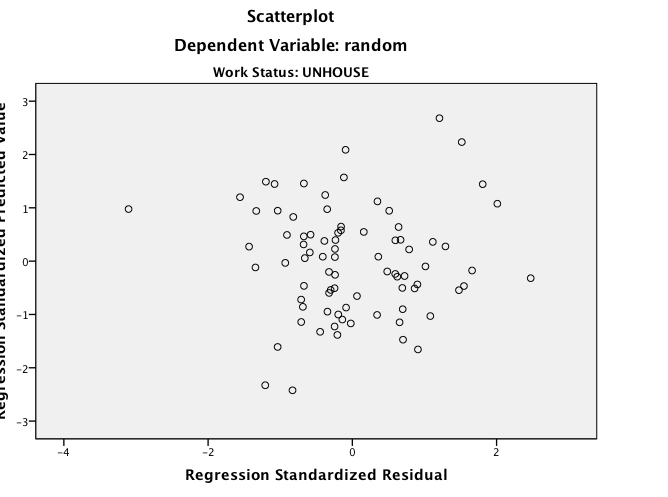 Scatterplot
Dependent Variable: random
Work Status: UNHOUSE
Regression Standardized Predicted Value
3
2
1
0
-1
-2
-3
-4 -2 0 2
Regression Standardized Residual